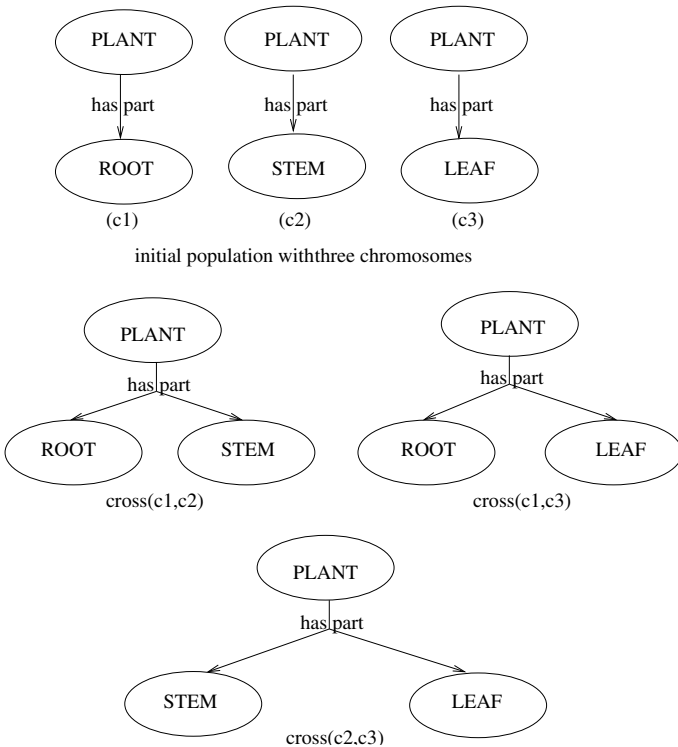 PLANT PLANT PLANT
has part has part has part
ROOT STEM LEAF
(c1) (c2) (c3)
initial population withthree chromosomes
PLANT PLANT
has part has part
ROOT STEM ROOT LEAF
cross(c1,c2) cross(c1,c3)
PLANT
has part
STEM LEAF
cross(c2,c3)